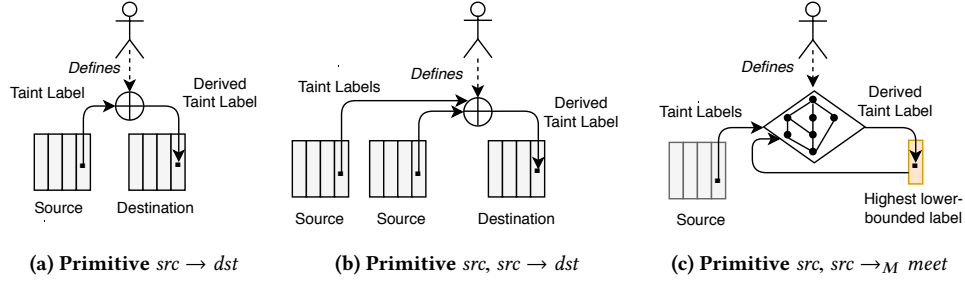 Defines
Taint Label
Derived
Taint Label
Source
Destination
(a) Primitive src → dst
Defines
Taint Labels
Derived
Taint Label
Source
Source
Destination
(b) Primitive src, src → dst
Defines
Taint Labels
Derived
Taint Label
Source
Highest lower-
bounded label
(c) Primitive src, src →M meet